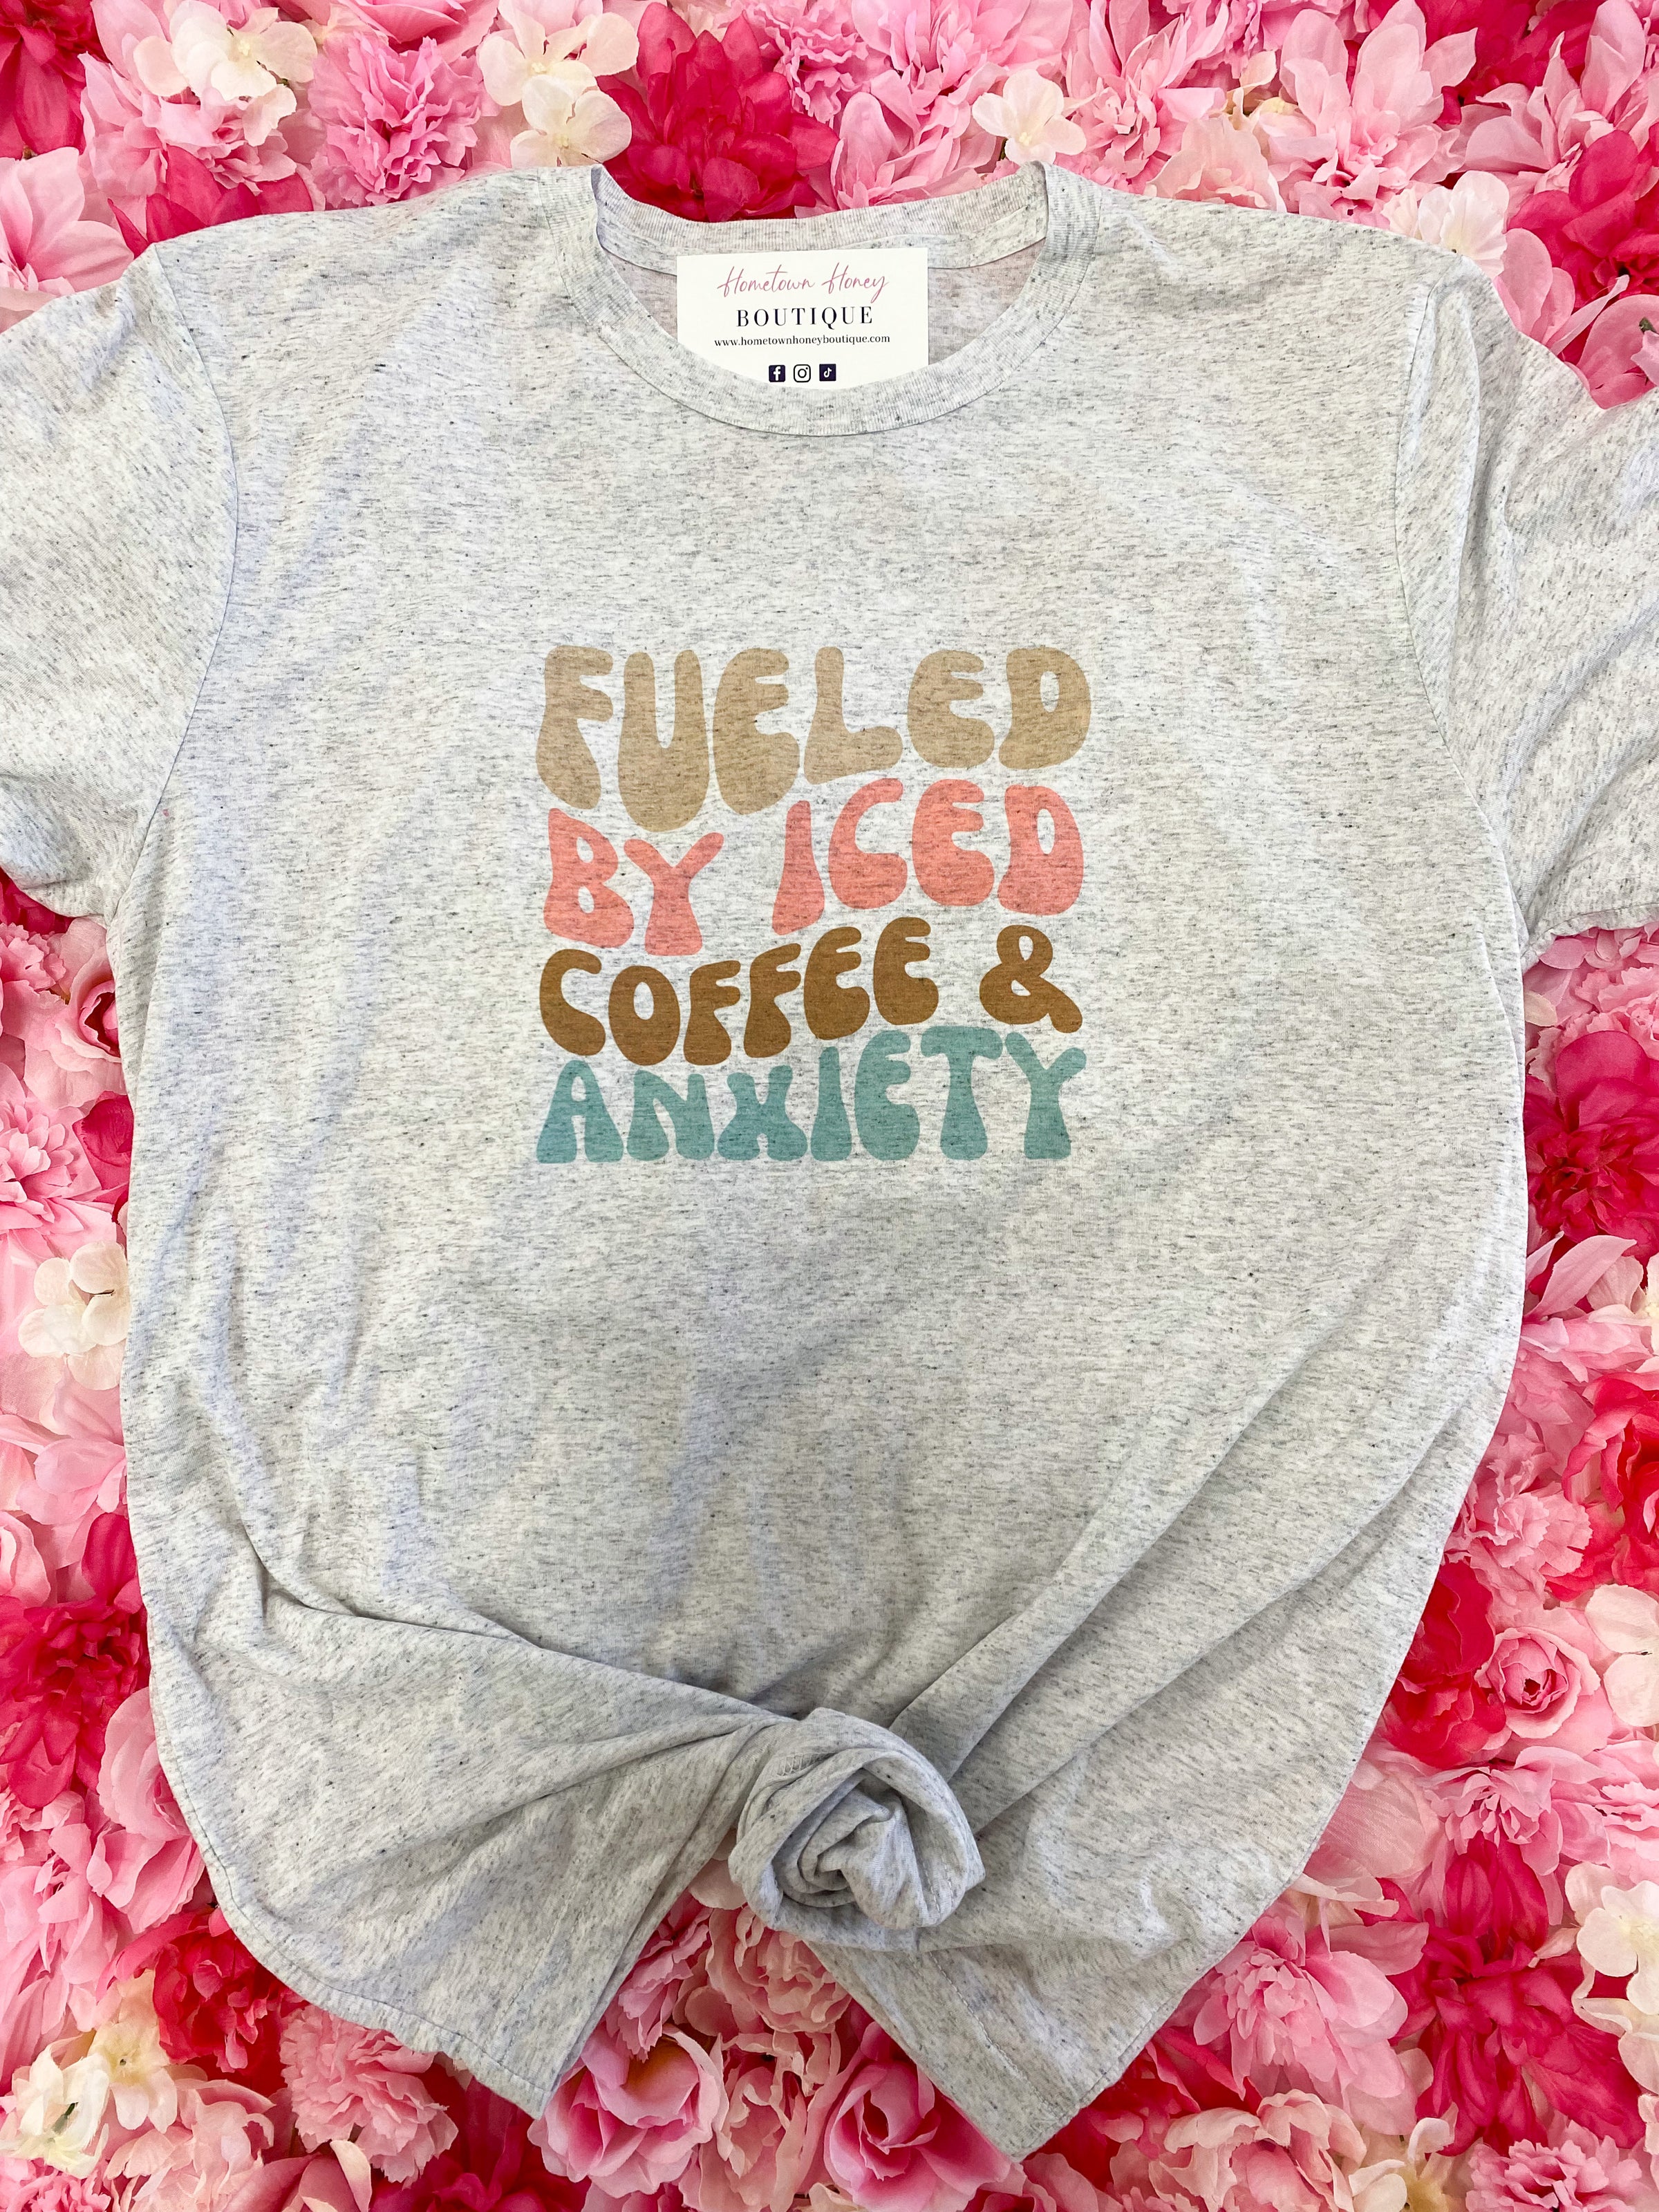 Hometown Honey
BOUTIQUE
www.hometownhoneyboutique.com
FUELED
BY ICED
COFFEE &
ANXIETY